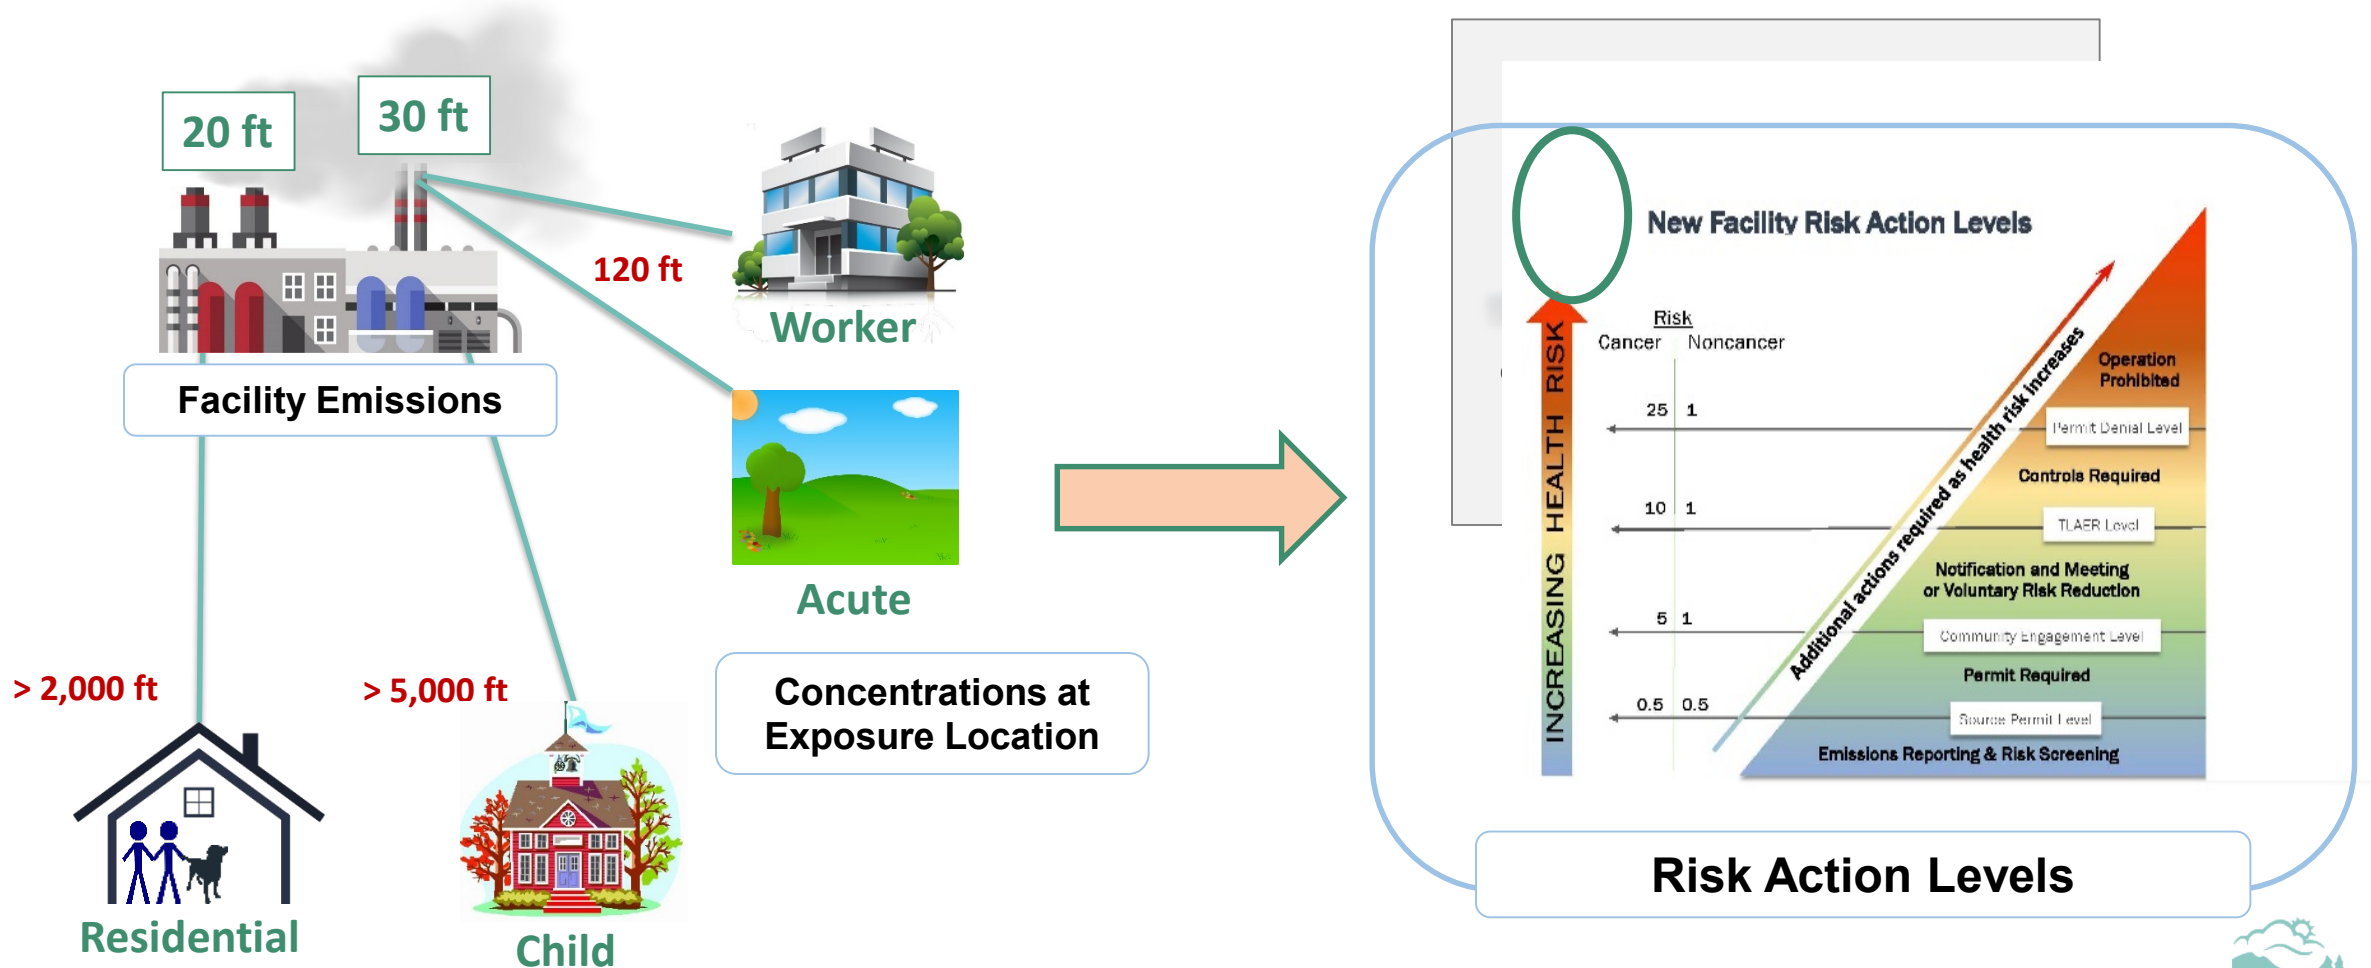 20 ft
30 ft
120 ft
Worker
Facility Emissions
Acute
> 2,000 ft
> 5,000 ft
Concentrations at
Exposure Location
Residential
Child
New Facility Risk Action Levels
INCREASING HEALTH RISK
Risk
Cancer Noncancer
25 1
10 1
5 1
0.5 0.5
Additional actions required as health risk increases
Operation
Prohibited
Permit Denial Level
Controls Required
TLAER Level
Notification and Meeting
or Voluntary Risk Reduction
Community Engagement Level
Permit Required
Source Permit Level
Emissions Reporting & Risk Screening
Risk Action Levels